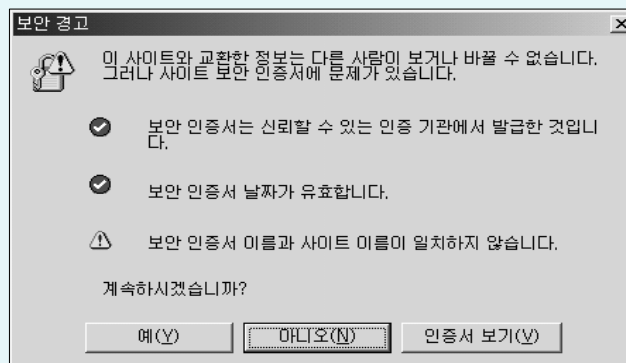 보안 경고
이 사이트와 교환한 정보는 다른 사람이 보거나 바꿀 수 없습니다.
그러나 사이트 보안 인증서에 문제가 있습니다.
보안 인증서는 신뢰할 수 있는 인증 기관에서 발급한 것입니
다.
보안 인증서 날짜가 유효합니다.
보안 인증서 이름과 사이트 이름이 일치하지 않습니다.
계속하시겠습니까?
예(Y) 아니오(N) 인증서 보기(V)